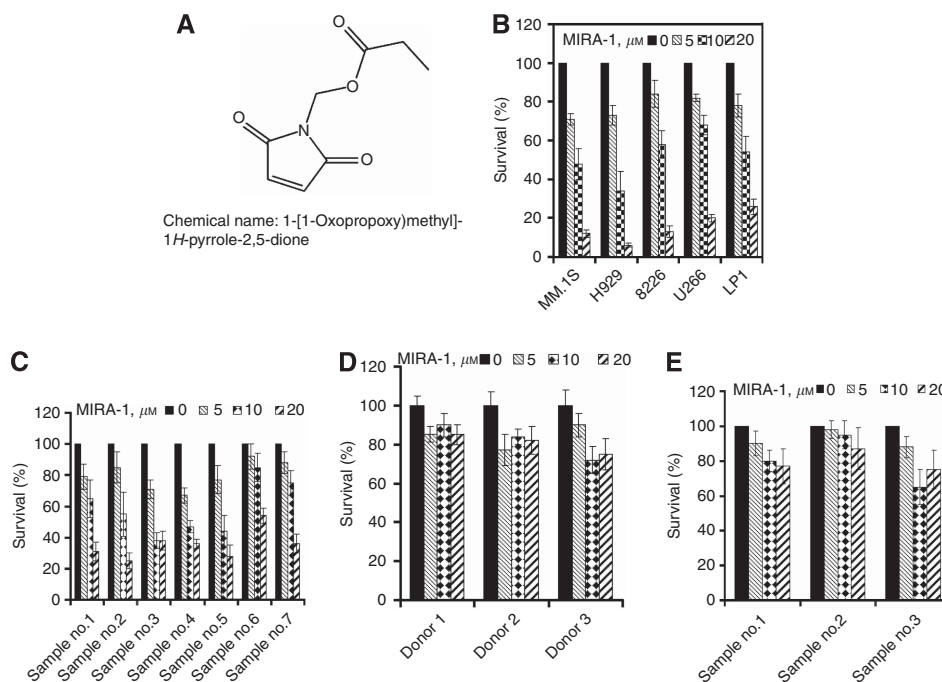 A
O
O
O
N
O
Chemical name: 1-[1-Oxopropoxy)methyl]-
1H-pyrrole-2,5-dione
B
MIRA-1, μM 0 5 10 20
Survival (%)
120
100
80
60
40
20
0
MM.1S
H929
8226
U266
LP1
C
MIRA-1, μM 0 5 10 20
Survival (%)
120
100
80
60
40
20
0
Sample no.1
Sample no.2
Sample no.3
Sample no.4
Sample no.5
Sample no.6
Sample no.7
D
MIRA-1, μM 0 5 10 20
Survival (%)
120
100
80
60
40
20
0
Donor 1
Donor 2
Donor 3
E
MIRA-1, μM 0 5 10 20
Survival (%)
120
100
80
60
40
20
0
Sample no.1
Sample no.2
Sample no.3